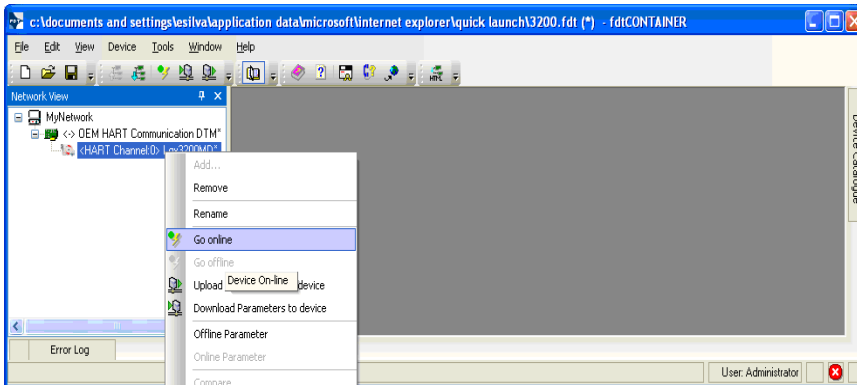 c:\documents and settings\esilva\application data\microsoft\internet explorer\quick launch\3200.fdt (*) - fdtCONTAINER
File Edit View Device Tools Window Help
Network View
MyNetwork
<-> OEM HART Communication DTM*
<HART Channel:0>
Add...
Remove
Rename
Go online
Go offline
Device On-line
Upload device
Download Parameters to device
Offline Parameter
Online Parameter
Compare
Error Log
User: Administrator
Device Catalogue